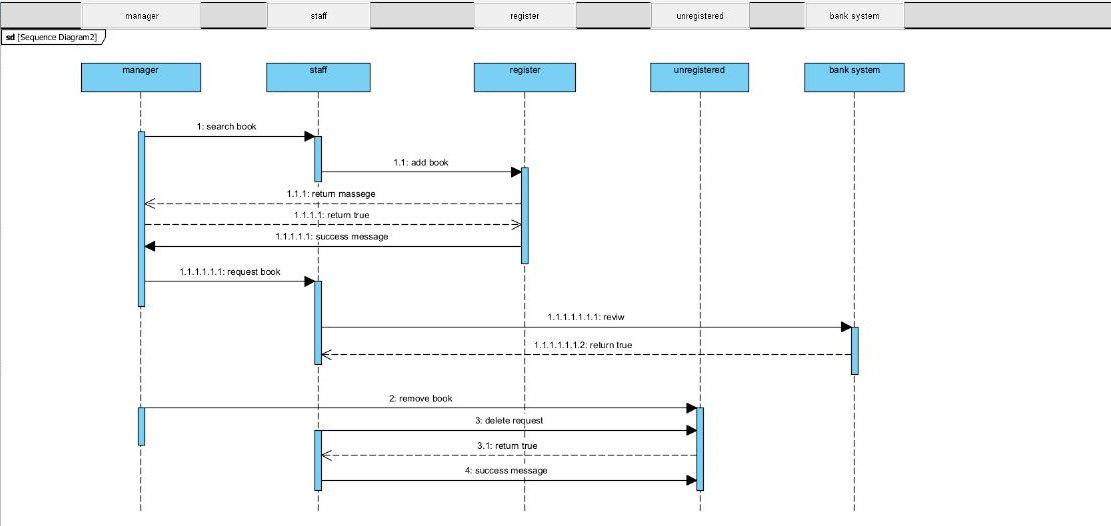 manager
staff
register
unregistered
bank system
sd [Sequence Diagram2]
manager
staff
register
unregistered
bank system
1: search book
1.1: add book
1.1.1: return massege
1.1.1.1: return true
1.1.1.1.1: success message
1.1.1.1.1.1: request book
1.1.1.1.1.1.1: reviw
1.1.1.1.1.1.2: return true
2: remove book
3: delete request
3.1: return true
4: success message